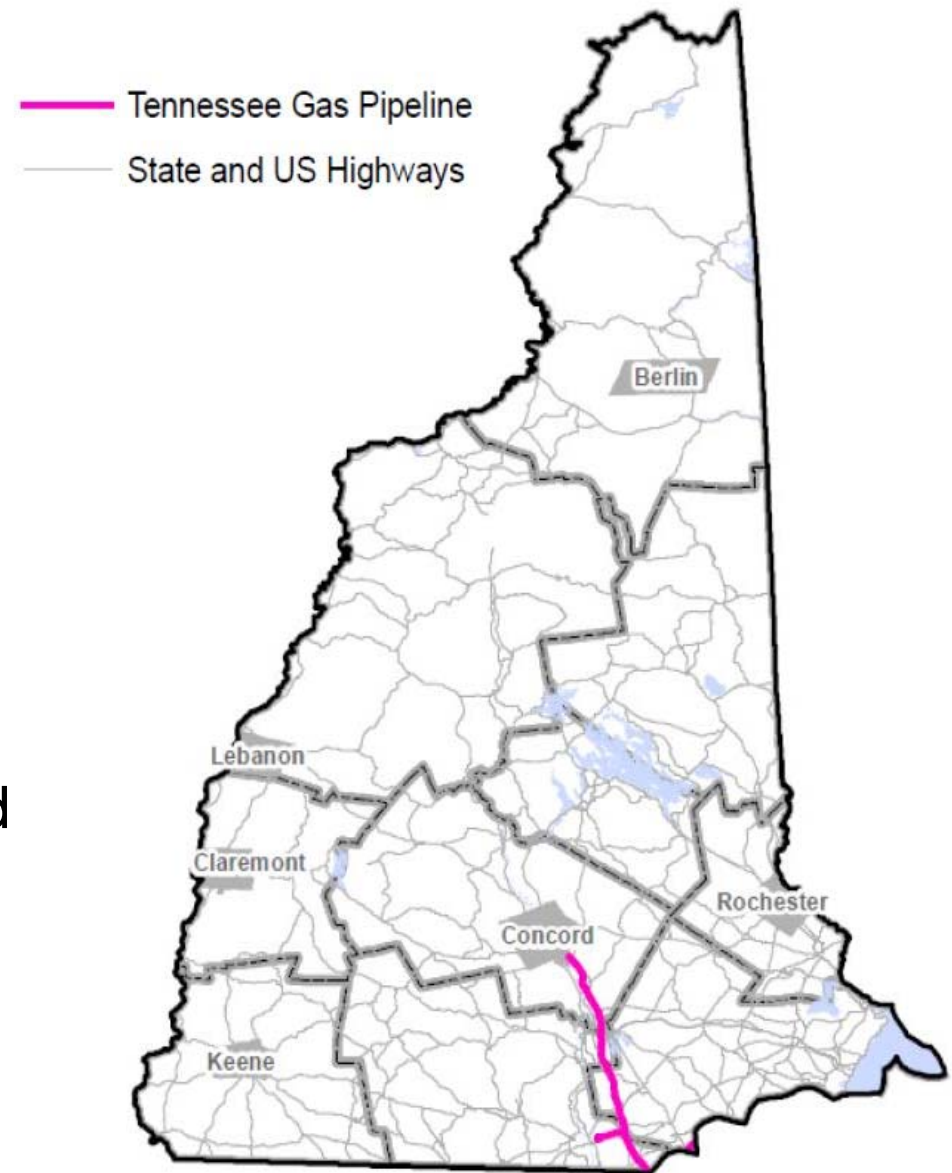 Tennessee Gas Pipeline
State and US Highways
Berlin
Lebanon
d
Claremont
Rochester
Concord
Keene